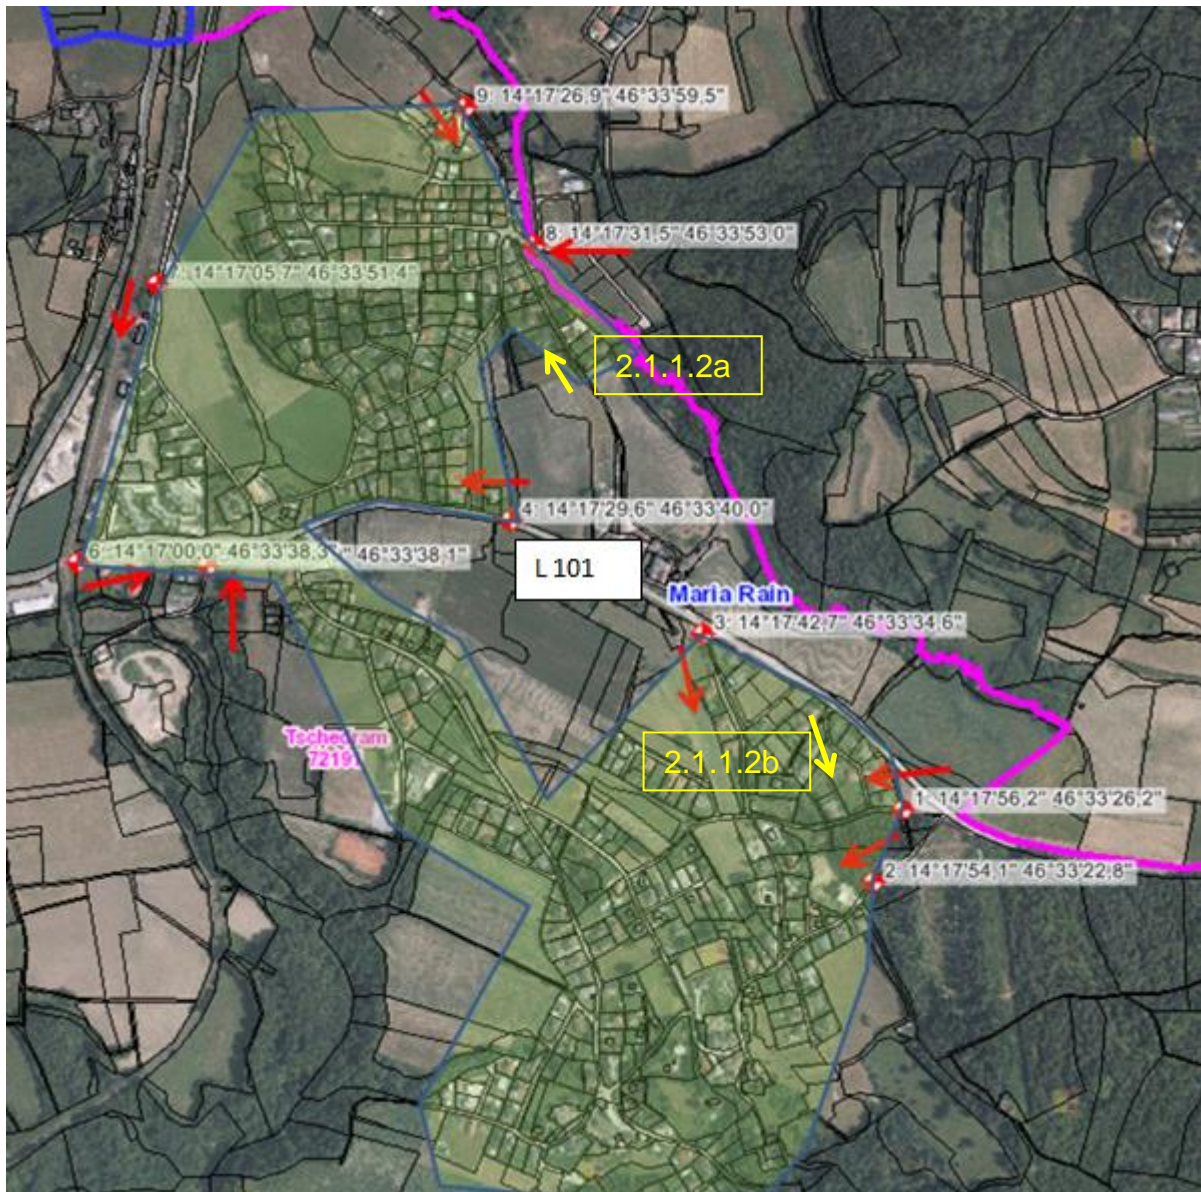 9: 14°17'26,9" 46°33'59,5"
8: 14°17'31,5" 46°33'53,0"
14°17'05,7" 46°33'51,4"
2.1.1.2a
4: 14°17'29,6" 46°33'40,0"
6: 14°17'00,0" 46°33'38,3" 46°33'38,1"
L 101
Maria Rain
3: 14°17'42,7" 46°33'34,6"
Tschedram
72191
2.1.1.2b
1: 14°17'56,2" 46°33'26,2"
2: 14°17'54,1" 46°33'22,8"